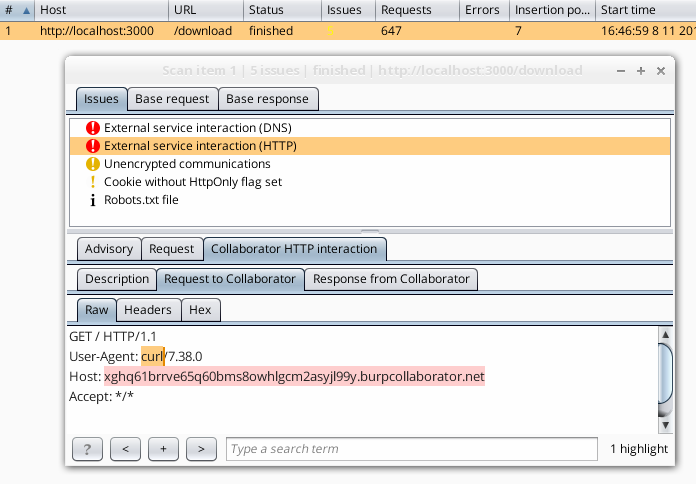 # Host URL Status Issues Requests Errors Insertion po... Start time
1 http://localhost:3000 /download finished 5 647 7 16:46:59 8 11 201
Scan item 1 | 5 issues | finished | http://localhost:3000/download
Issues Base request Base response
External service interaction (DNS)
External service interaction (HTTP)
Unencrypted communications
Cookie without HttpOnly flag set
Robots.txt file
Advisory Request Collaborator HTTP interaction
Description Request to Collaborator Response from Collaborator
Raw Headers Hex
GET / HTTP/1.1
User-Agent: curl/7.38.0
Host: xghq61brrve65q60bms8owhlgcm2asyjl99y.burpcollaborator.net
Accept: */*
? < + > Type a search term 1 highlight